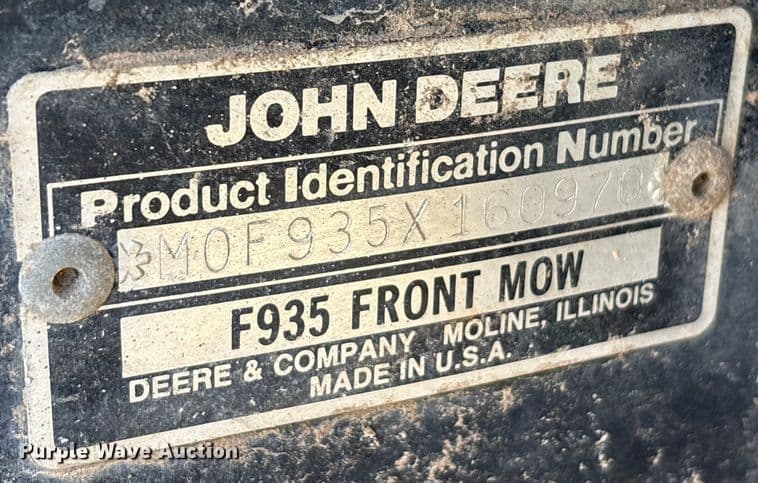 JOHN DEERE
Product Identification Number
*M0F935X160970*
F935 FRONT MOW
DEERE & COMPANY MOLINE, ILLINOIS
MADE IN U.S.A.
Purple Wave Auction